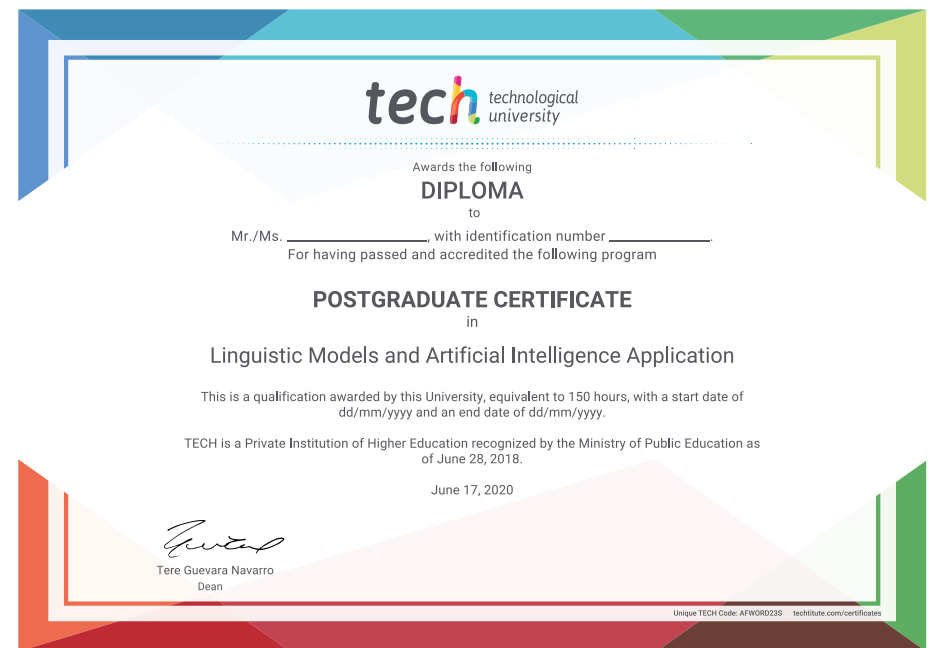 tech technological
university
Awards the following
DIPLOMA
to
Mr./Ms. ____________, with identification number ____________.
For having passed and accredited the following program
POSTGRADUATE CERTIFICATE
in
Linguistic Models and Artificial Intelligence Application
This is a qualification awarded by this University, equivalent to 150 hours, with a start date of
dd/mm/yyyy and an end date of dd/mm/yyyy.
TECH is a Private Institution of Higher Education recognized by the Ministry of Public Education as
of June 28, 2018.
June 17, 2020
Tere Guevara Navarro
Dean
Unique TECH Code: AFWORD23S techtitute.com/certificates